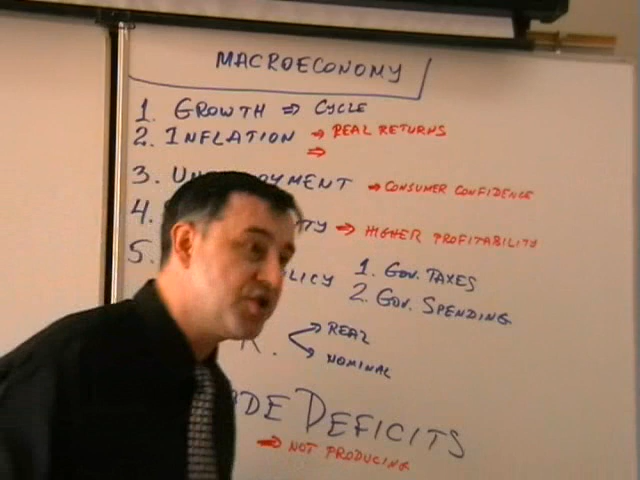 MACROECONOMY
1. GROWTH ⇒ CYCLE
2. INFLATION → REAL RETURNS
⇒
3. UN OYMENT → CONSUMER CONFIDENCE
4. TY ⇒ HIGHER PROFITABILITY
5. LICY 1. GOV. TAXES
2. GOV. SPENDING
R. REAL
NOMINAL
DE DEFICITS
⇒ NOT PRODUCING